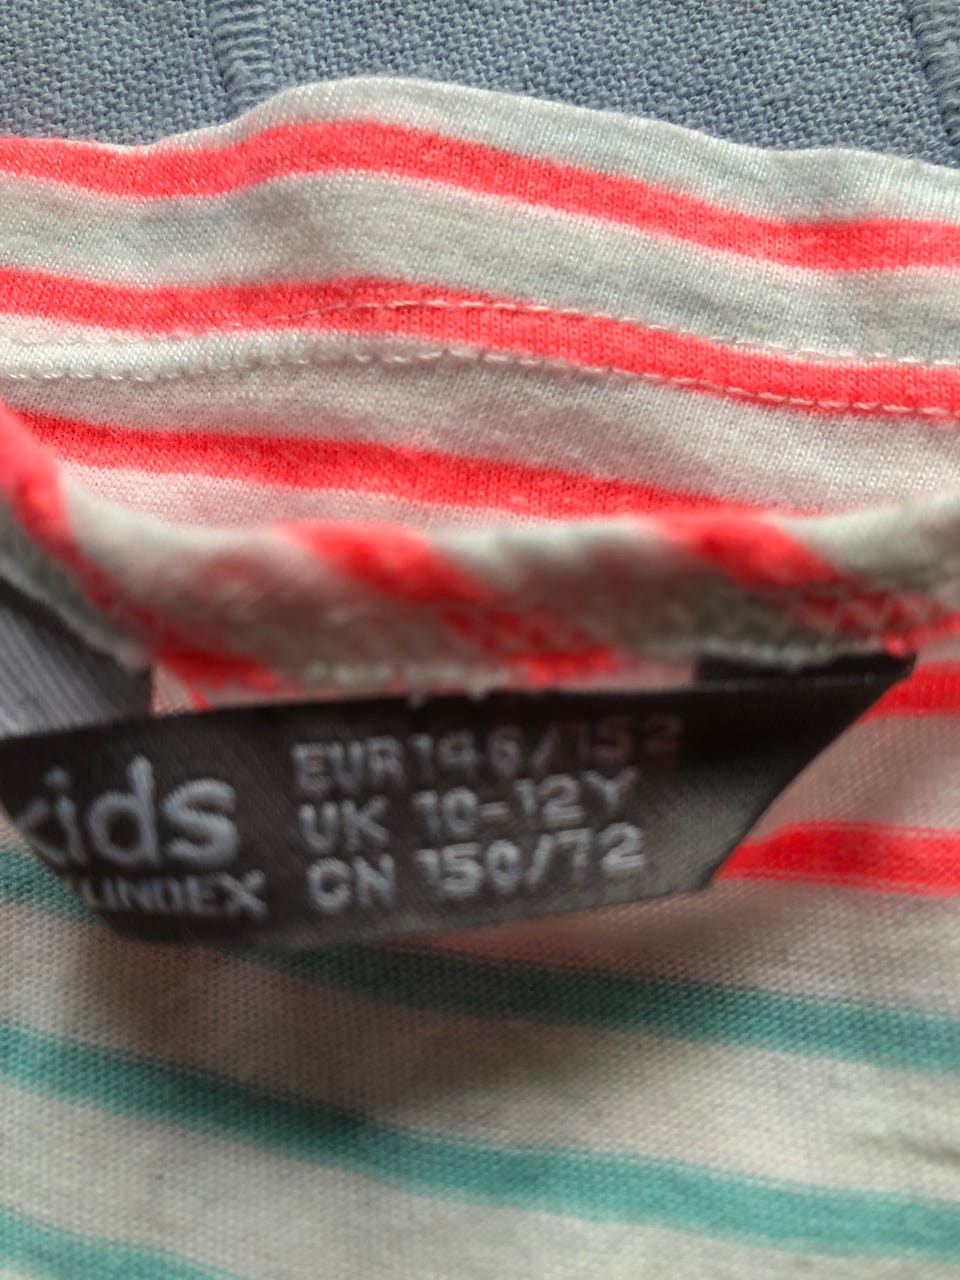 kids
LINDEX
EUR 146/152
UK 10-12Y
CN 150/72